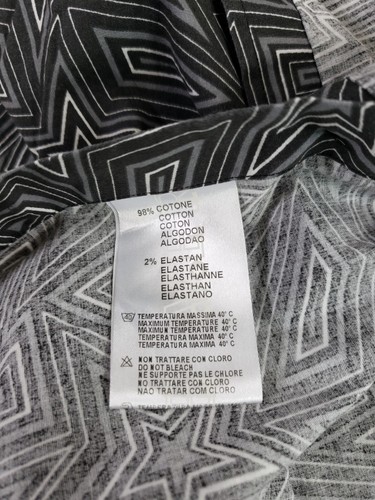 98% COTONE
COTTON
COTON
ALGODON
ALGODAO
2% ELASTAN
ELASTANE
ELASTHANNE
ELASTHAN
ELASTANO
TEMPERATURA MASSIMA 40° C
MAXIMUM TEMPERATURE 40° C
MAXIMUM TEMPERATURE 40° C
TEMPERATURA MAXIMA 40° C
TEMPERATURA MAXIMA 40° C
NON TRATTARE CON CLORO
DO NOT BLEACH
NE SUPPORTE PAS LE CHLORE
NO TRATTARE CON CLORO
NAO TRATAR COM CLORO